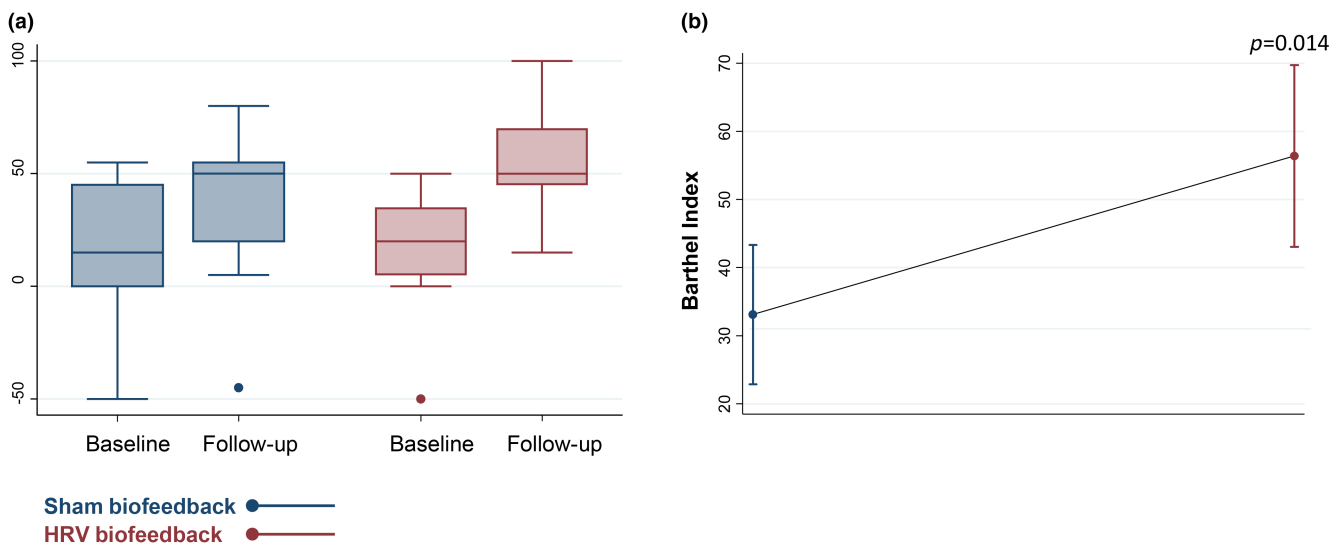 (a)
100
50
0
-50
Baseline
Follow-up
Baseline
Follow-up
Sham biofeedback
HRV biofeedback
(b)
p=0.014
Barthel Index
70
60
50
40
30
20